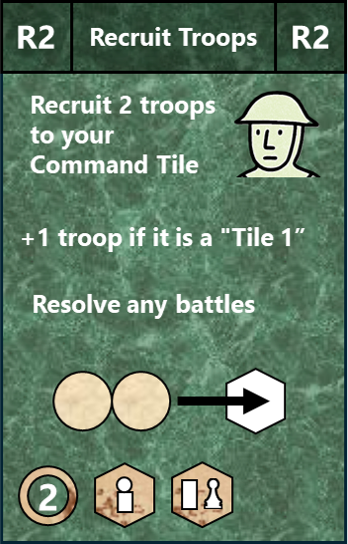 R2 Recruit Troops R2
Recruit 2 troops
to your
Command Tile
+1 troop if it is a "Tile 1”
Resolve any battles
2